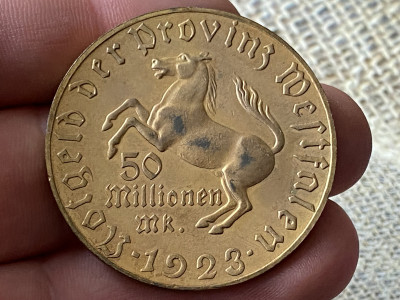 Notgeld der Provinz Westfalen
50
Millionen
Mk.
·1923·